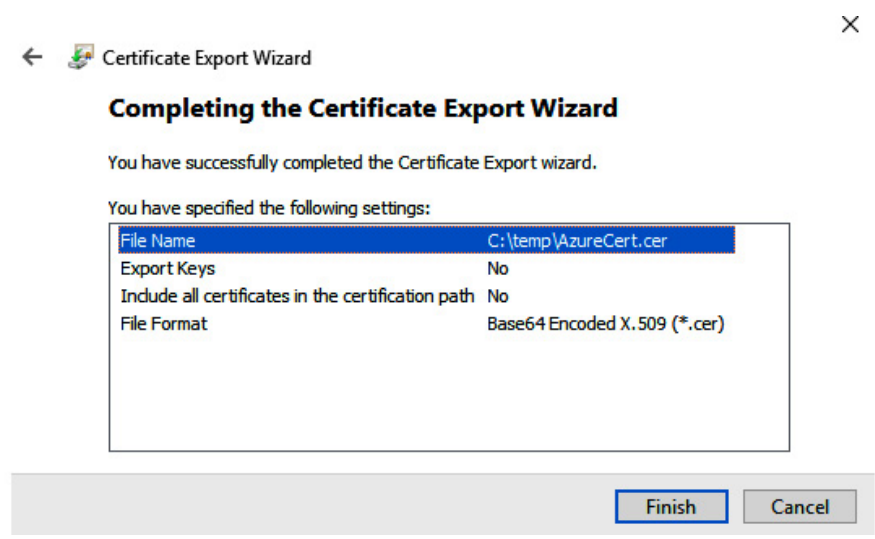 Certificate Export Wizard
Completing the Certificate Export Wizard
You have successfully completed the Certificate Export wizard.
You have specified the following settings:
File Name C:\temp\AzureCert.cer
Export Keys No
Include all certificates in the certification path No
File Format Base64 Encoded X.509 (*.cer)
Finish Cancel